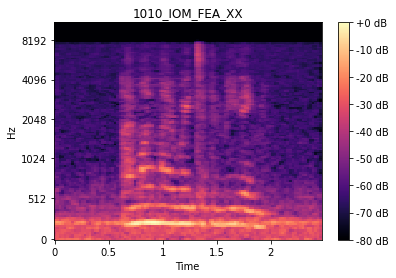 1010_IOM_FEA_XX
8192
4096
2048
1024
512
0
Hz
0
0.5
1
1.5
2
Time
+0 dB
-10 dB
-20 dB
-30 dB
-40 dB
-50 dB
-60 dB
-70 dB
-80 dB